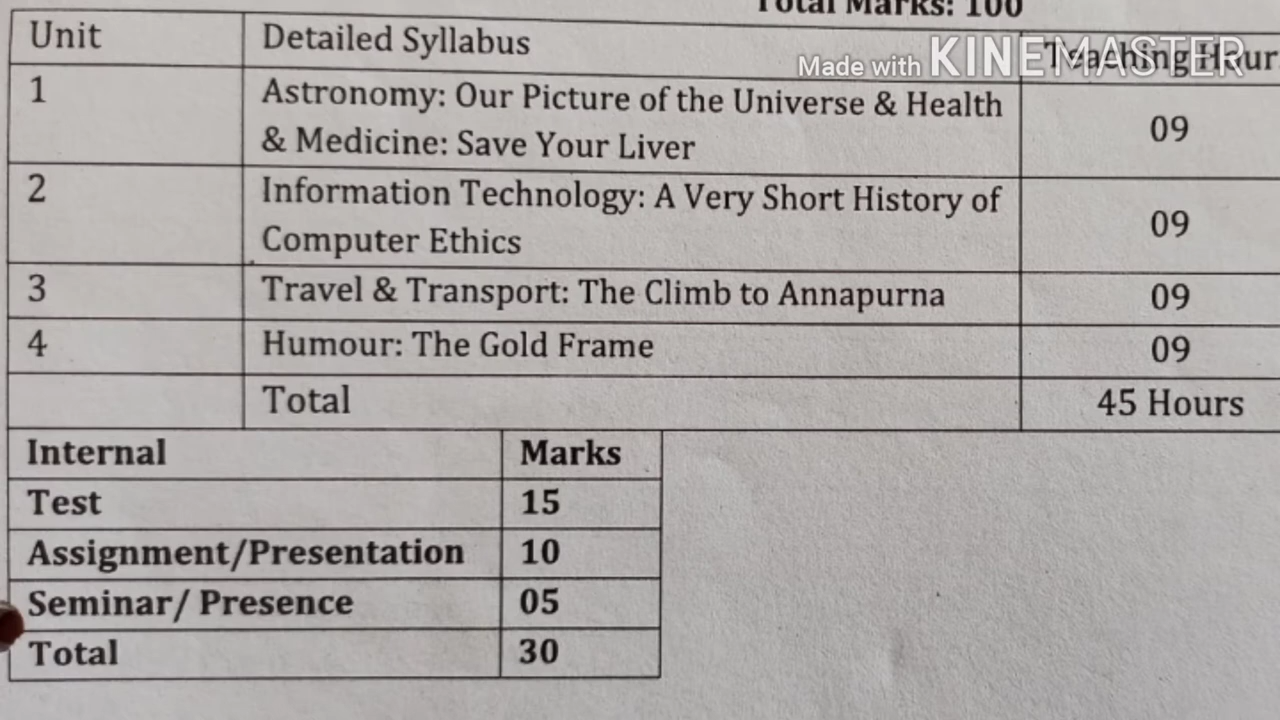 Total Marks: 100
Unit Detailed Syllabus Teaching Hour
Made with KINEMASTER
1 Astronomy: Our Picture of the Universe & Health
& Medicine: Save Your Liver 09
2 Information Technology: A Very Short History of
Computer Ethics 09
3 Travel & Transport: The Climb to Annapurna 09
4 Humour: The Gold Frame 09
Total 45 Hours
Internal Marks
Test 15
Assignment/Presentation 10
Seminar/ Presence 05
Total 30